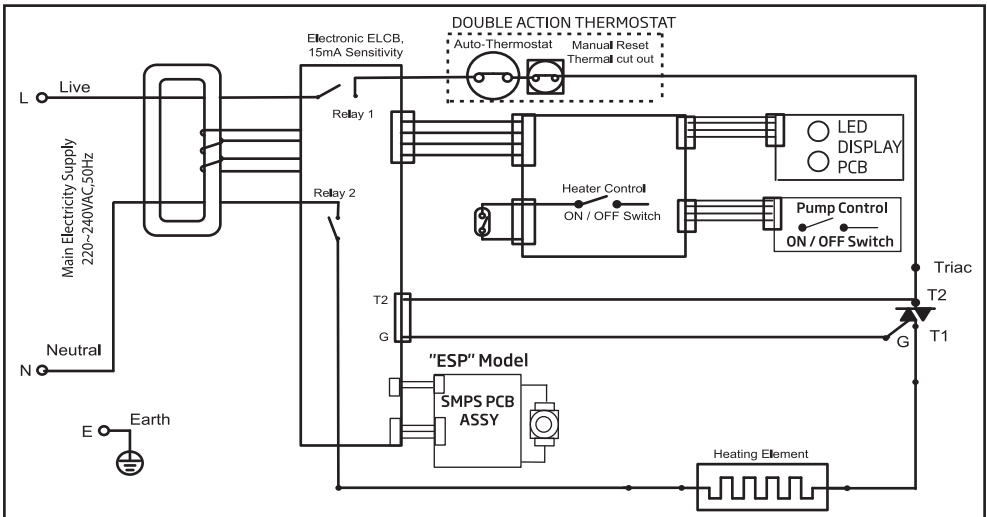 DOUBLE ACTION THERMOSTAT
Electronic ELCB,
15mA Sensitivity
Auto-Thermostat
Manual Reset
Thermal cut out
L
Live
Relay 1
LED
DISPLAY
PCB
Main Electricity Supply
220~240VAC,50Hz
Relay 2
Heater Control
ON / OFF Switch
Pump Control
ON / OFF Switch
Triac
T2
T2
G
G
T1
N
Neutral
"ESP" Model
SMPS PCB
ASSY
E
Earth
Heating Element